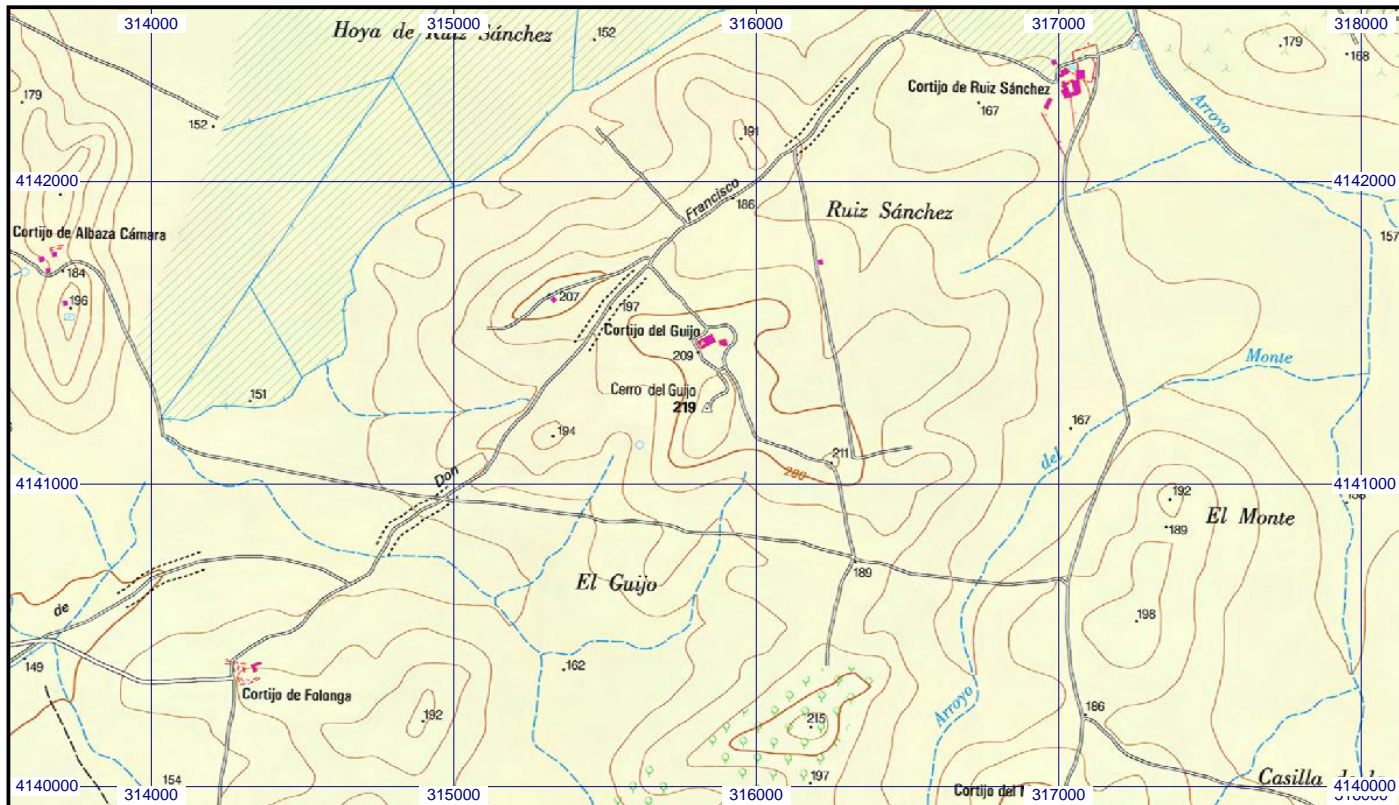 314000 315000 316000 317000 318000
Hoya de Ruiz Sánchez
152
179
168
179
Cortijo de Ruiz Sánchez
167
152
191
Arroyo
4142000 4142000
Francisco
186
Ruiz Sánchez
Cortijo de Albaza Cámara
157
184
196
207
197
Cortijo del Guijo
209
Monte
Cerro del Guijo
219
151
194
167
211
del
Don
200
4141000 4141000
192
158
189
El Monte
El Guijo
189
de
198
149
162
Cortijo de Folonga
Arroyo
192
215
186
154
197
Cortijo del
Casilla
4140000
314000 315000 316000 317000